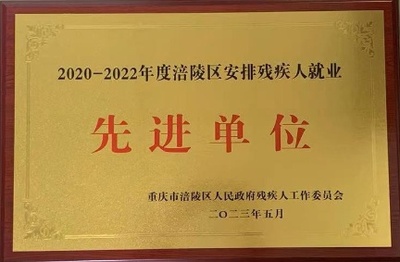 2020-2022年度涪陵区安排残疾人就业
先进单位
重庆市涪陵区人民政府残疾人工作委员会
二〇二三年五月